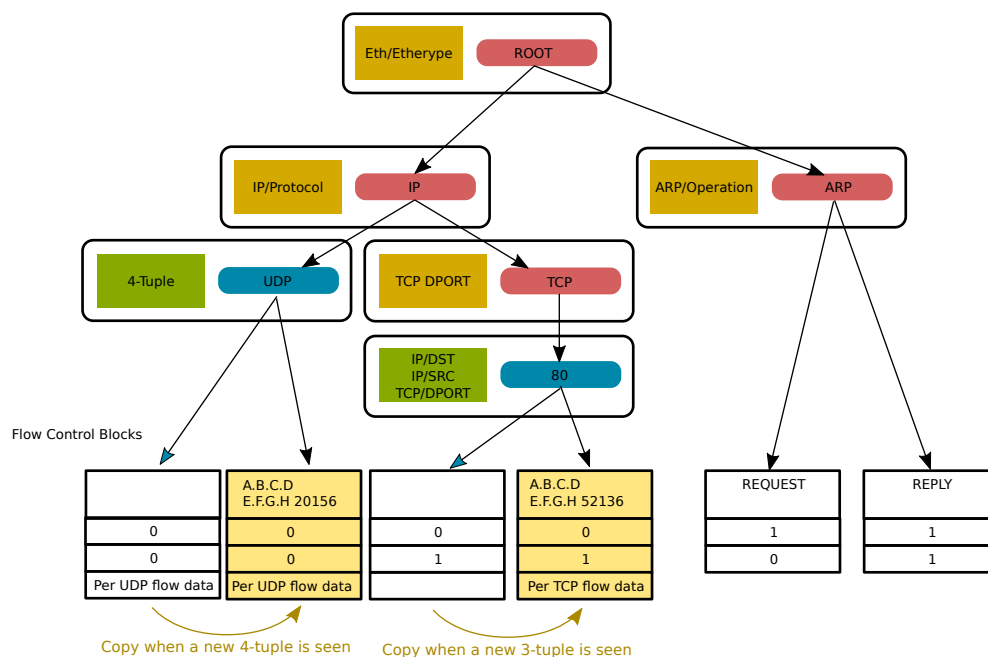 Eth/Etherype
ROOT
IP/Protocol
IP
ARP/Operation
ARP
4-Tuple
UDP
TCP DPORT
TCP
IP/DST
IP/SRC
TCP/DPORT
80
Flow Control Blocks
A.B.C.D
E.F.G.H 20156
A.B.C.D
E.F.G.H 52136
REQUEST
REPLY
0
0
0
0
1
1
0
0
1
1
0
1
Per UDP flow data
Per UDP flow data
Per TCP flow data
Copy when a new 4-tuple is seen
Copy when a new 3-tuple is seen